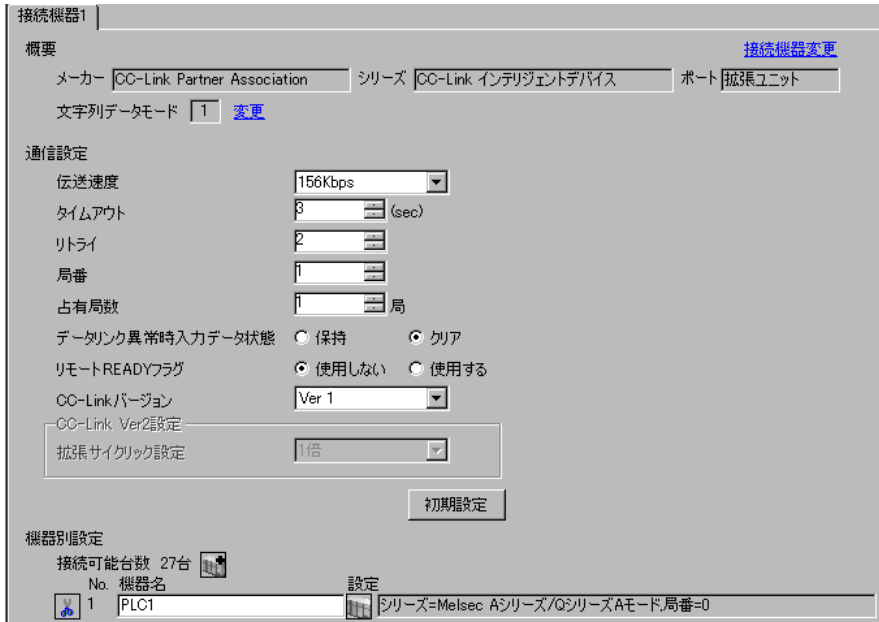 接続機器1
概要 接続機器変更
メーカー CC-Link Partner Association シリーズ CC-Link インテリジェントデバイス ポート 拡張ユニット
文字列データモード 1 変更
通信設定
伝送速度 156Kbps
タイムアウト 3 (sec)
リトライ 2
局番 1
占有局数 1 局
データリンク異常時入力データ状態 保持 クリア
リモートREADYフラグ 使用しない 使用する
CC-Linkバージョン Ver 1
CC-Link Ver2設定
拡張サイクリック設定 1倍
初期設定
機器別設定
接続可能台数 27台
No. 機器名 設定
1 PLC1 シリーズ=Melsec Aシリーズ/QシリーズAモード,局番=0